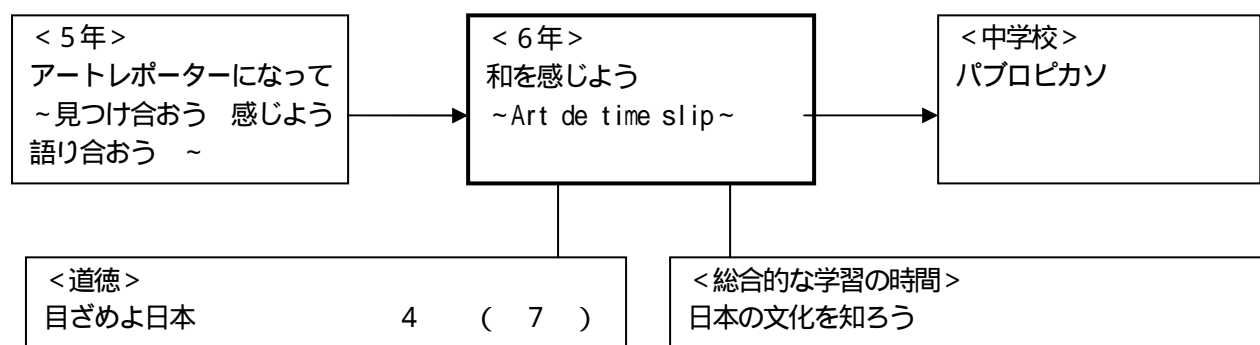 <5年>
アートレポーターになって
~見つけ合おう 感じよう
語り合おう ~
<6年>
和を感じよう
~Art de time slip~
<中学校>
パブロピカソ
<道徳>
目ざめよ日本 4 ( 7 )
<総合的な学習の時間>
日本の文化を知ろう